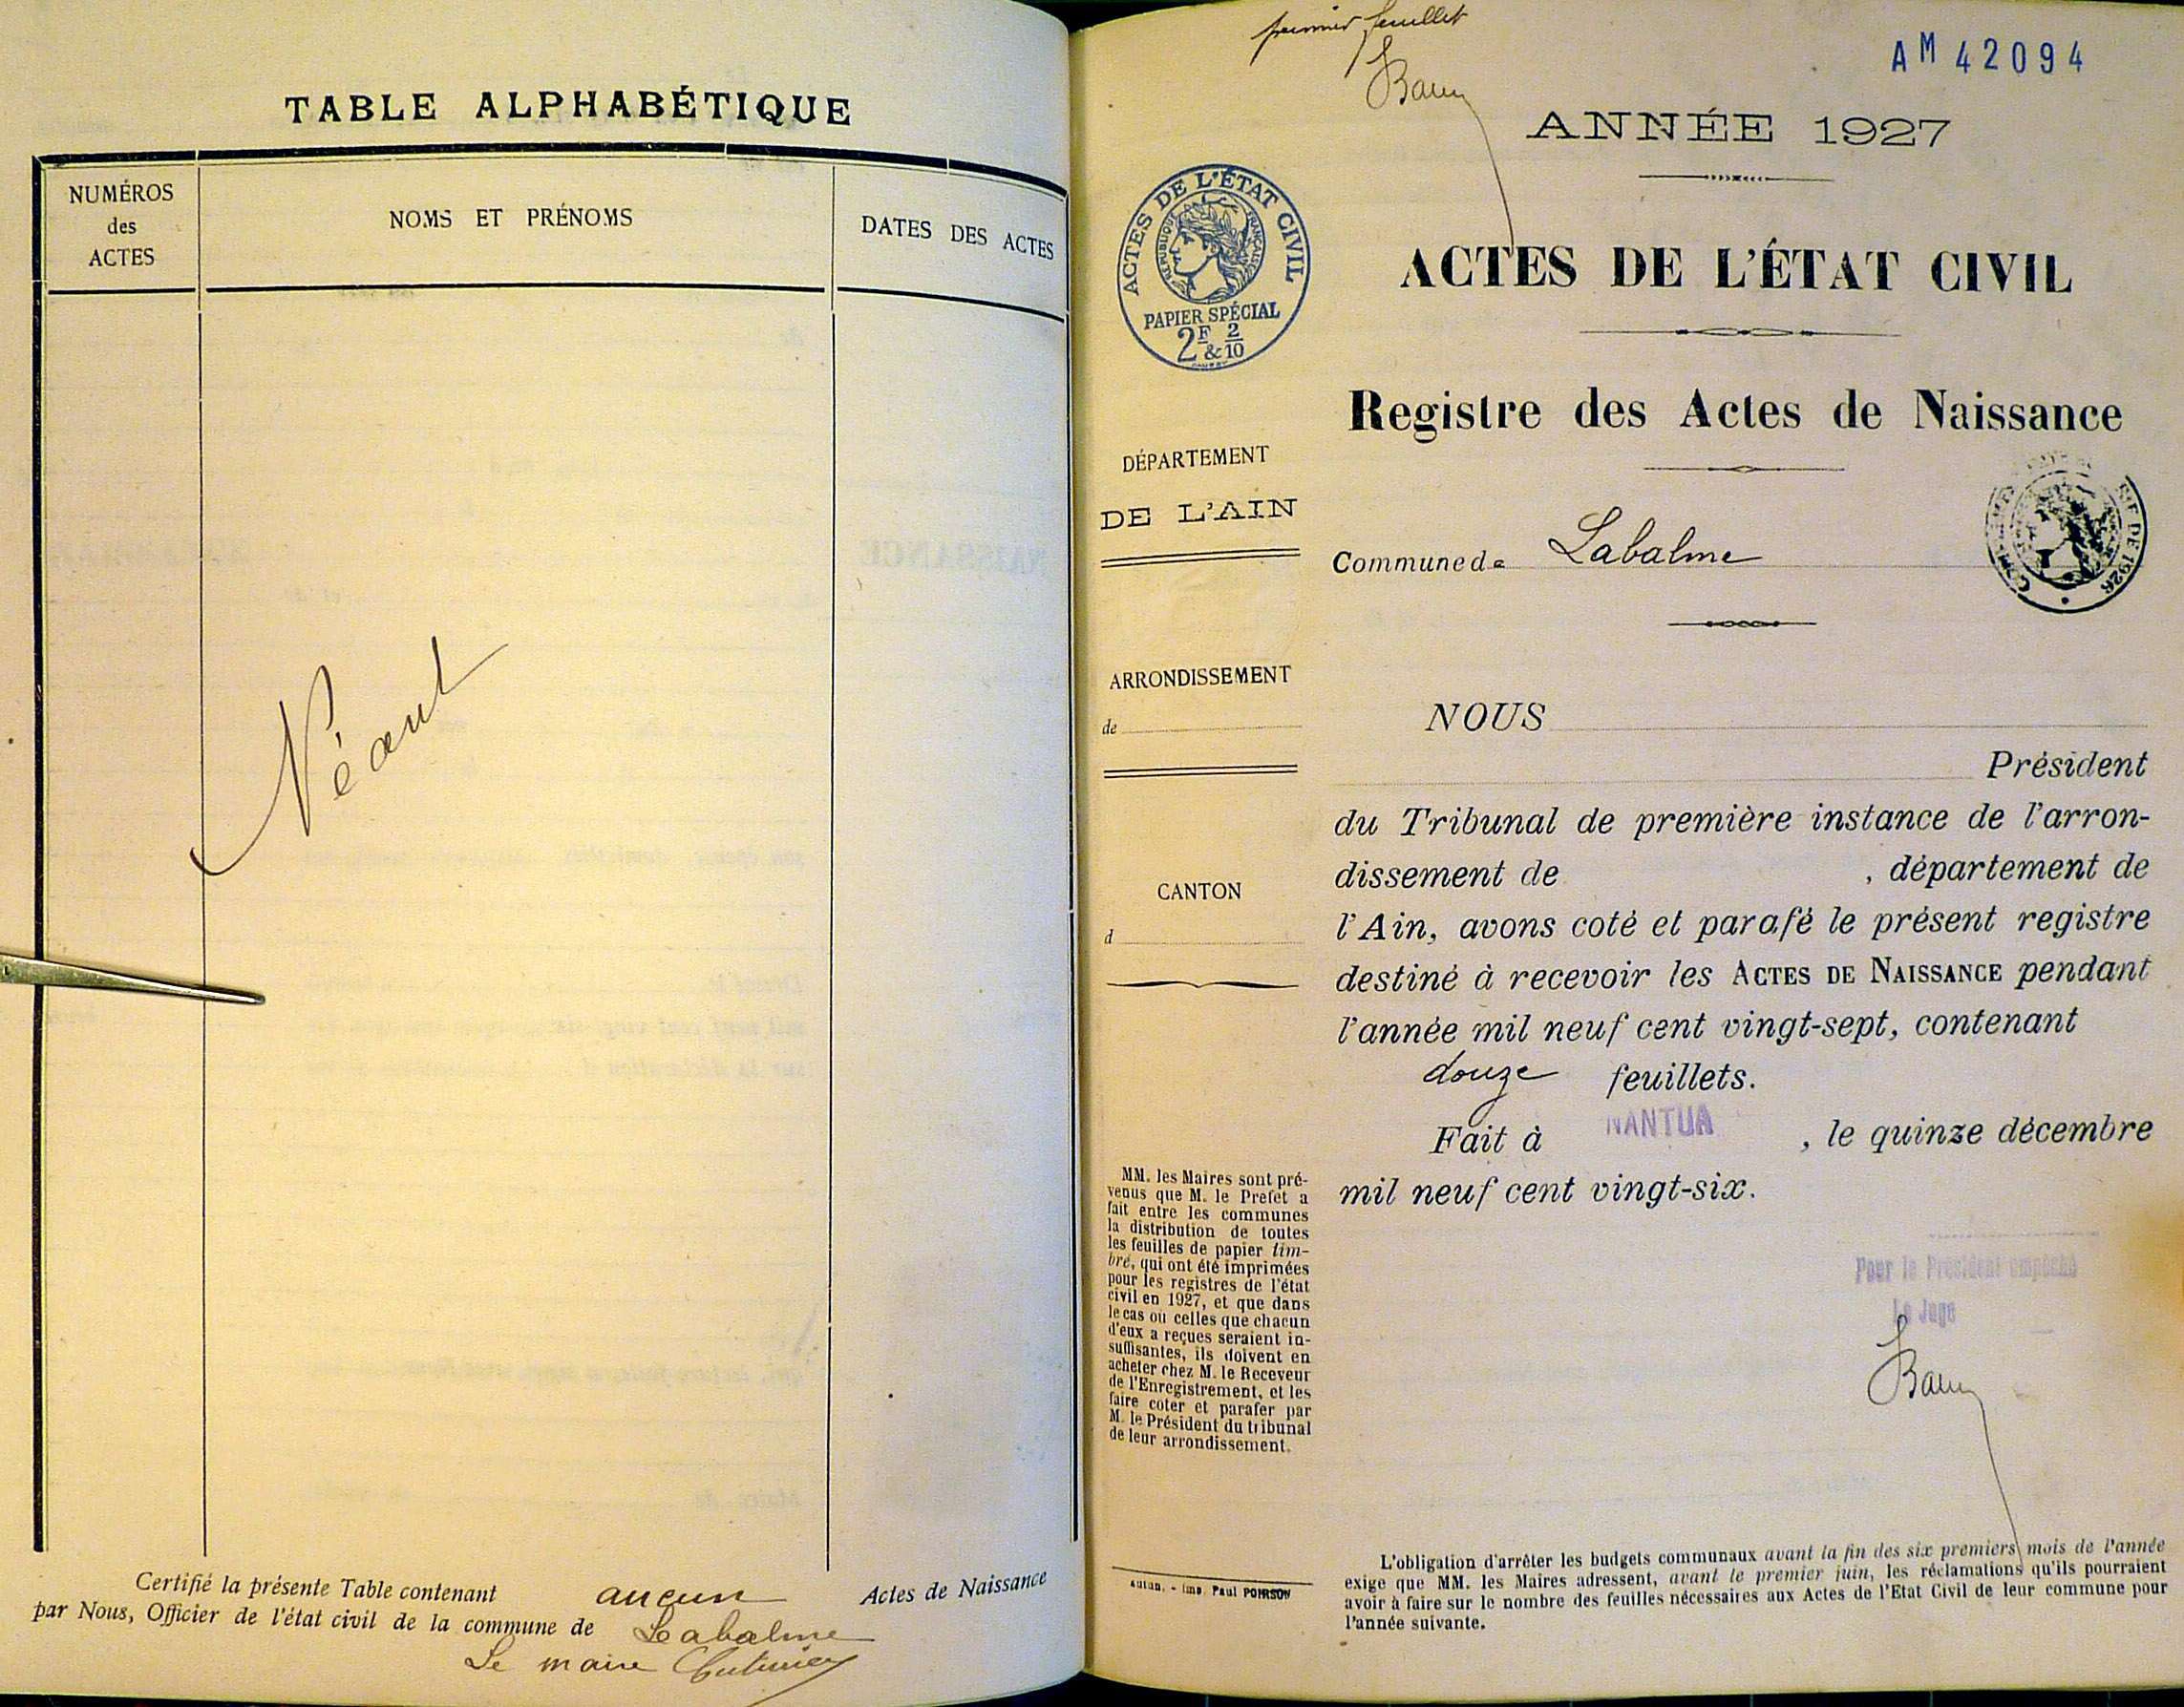 TABLE ALPHABÉTIQUE
NUMÉROS
des
ACTES
NOMS ET PRÉNOMS
DATES DES ACTES
Néant
Certifié la présente Table contenant aucun Actes de Naissance
par Nous, Officier de l'état civil de la commune de Labalme
Le maire
premier feuillet
AM 42094
ANNÉE 1927
ACTES DE L'ÉTAT CIVIL
RÉPUBLIQUE FRANÇAISE
PAPIER SPÉCIAL
2F & 2/10
ACTES DE L'ÉTAT CIVIL
Registre des Actes de Naissance
DÉPARTEMENT
DE L'AIN
Commune de Labalme
DE 1926
ARRONDISSEMENT
de
CANTON
d
NOUS
Président
du Tribunal de première instance de l'arron-
dissement de , département de
l'Ain, avons coté et parafé le présent registre
destiné à recevoir les ACTES DE NAISSANCE pendant
l'année mil neuf cent vingt-sept, contenant
douze feuillets.
Fait à NANTUA , le quinze décembre
mil neuf cent vingt-six.
Pour le Président empêché
Le Juge
MM. les Maires sont pré-
venus que M. le Prefet a
fait entre les communes
la distribution de toutes
les feuilles de papier tim-
bré, qui ont été imprimées
pour les registres de l'état
civil en 1927, et que dans
le cas où celles que chacun
d'eux a reçues seraient in-
suffisantes, ils doivent en
acheter chez M. le Receveur
de l'Enregistrement, et les
faire coter et parafer par
M. le Président du tribunal
de leur arrondissement.
Autun. - Imp. Paul POIRSON
L'obligation d'arrêter les budgets communaux avant la fin des six premiers mois de l'année
exige que MM. les Maires adressent, avant le premier juin, les réclamations qu'ils pourraient
avoir à faire sur le nombre des feuilles nécessaires aux Actes de l'Etat Civil de leur commune pour
l'année suivante.